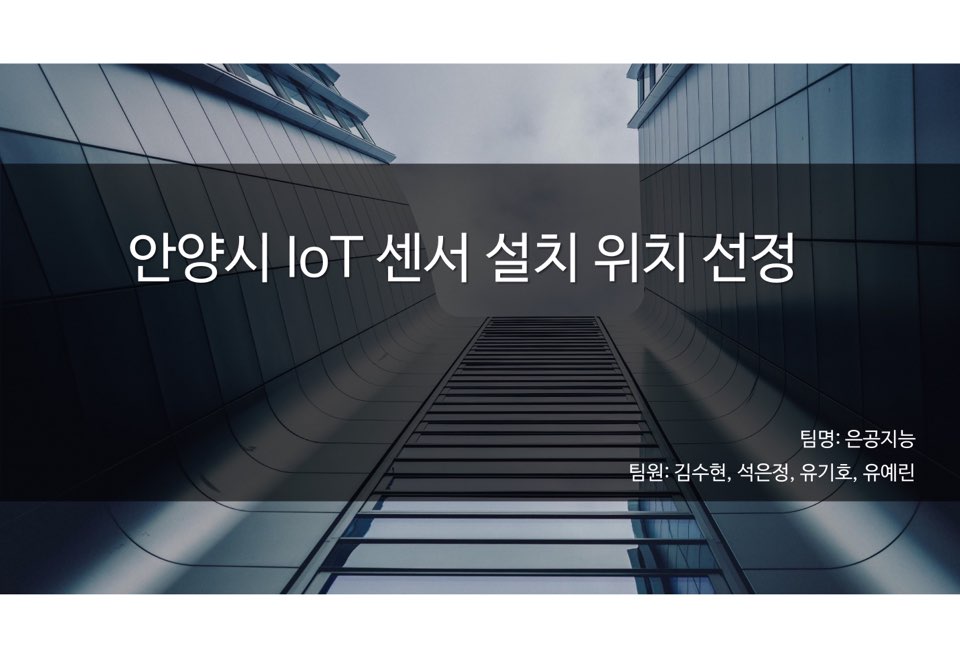 안양시 IoT 센서 설치 위치 선정
팀명: 은공지능
팀원: 김수현, 석은정, 유기호, 유예린